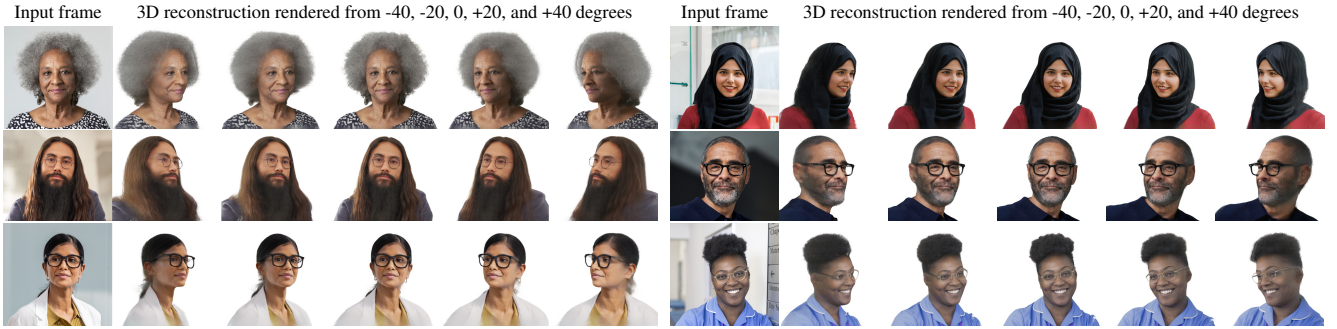 Input frame
3D reconstruction rendered from -40, -20, 0, +20, and +40 degrees
Input frame
3D reconstruction rendered from -40, -20, 0, +20, and +40 degrees